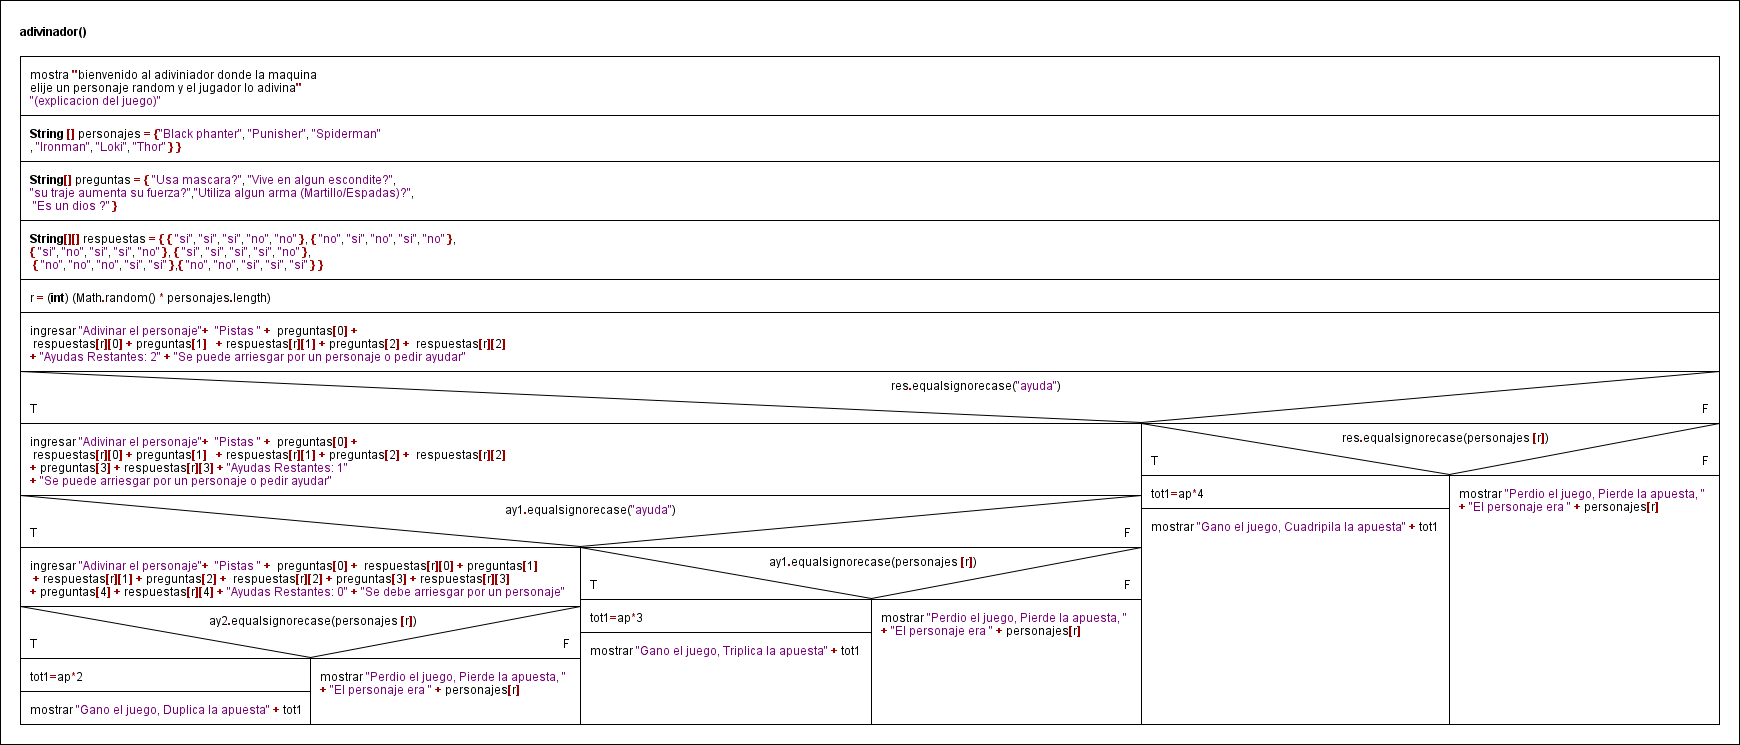 adivinador()
mostra "bienvenido al adiviniador donde la maquina
elije un personaje random y el jugador lo adivina"
"(explicacion del juego)"
String [] personajes = {"Black phanter", "Punisher", "Spiderman"
, "Ironman", "Loki", "Thor" } }
String[] preguntas = { "Usa mascara?", "Vive en algun escondite?",
"su traje aumenta su fuerza?","Utiliza algun arma (Martillo/Espadas)?",
"Es un dios ?" }
String[][] respuestas = { { "si", "si", "si", "no", "no" }, { "no", "si", "no", "si", "no" },
{ "si", "no", "si", "si", "no" }, { "si", "si", "si", "si", "no" },
{ "no", "no", "no", "si", "si" },{ "no", "no", "si", "si", "si" } }
r = (int) (Math.random() * personajes.length)
ingresar "Adivinar el personaje"+ "Pistas " + preguntas[0] +
respuestas[r][0] + preguntas[1] + respuestas[r][1] + preguntas[2] + respuestas[r][2]
+ "Ayudas Restantes: 2" + "Se puede arriesgar por un personaje o pedir ayudar"
res.equalsignorecase("ayuda")
T
F
ingresar "Adivinar el personaje"+ "Pistas " + preguntas[0] +
respuestas[r][0] + preguntas[1] + respuestas[r][1] + preguntas[2] + respuestas[r][2]
+ preguntas[3] + respuestas[r][3] + "Ayudas Restantes: 1"
+ "Se puede arriesgar por un personaje o pedir ayudar"
ay1.equalsignorecase("ayuda")
T
F
ingresar "Adivinar el personaje"+ "Pistas " + preguntas[0] + respuestas[r][0] + preguntas[1]
+ respuestas[r][1] + preguntas[2] + respuestas[r][2] + preguntas[3] + respuestas[r][3]
+ preguntas[4] + respuestas[r][4] + "Ayudas Restantes: 0" + "Se debe arriesgar por un personaje"
ay2.equalsignorecase(personajes [r])
T
F
tot1=ap*2
mostrar "Gano el juego, Duplica la apuesta" + tot1
mostrar "Perdio el juego, Pierde la apuesta, "
+ "El personaje era " + personajes[r]
ay1.equalsignorecase(personajes [r])
T
F
tot1=ap*3
mostrar "Gano el juego, Triplica la apuesta" + tot1
mostrar "Perdio el juego, Pierde la apuesta, "
+ "El personaje era " + personajes[r]
res.equalsignorecase(personajes [r])
T
F
tot1=ap*4
mostrar "Gano el juego, Cuadripila la apuesta" + tot1
mostrar "Perdio el juego, Pierde la apuesta, "
+ "El personaje era " + personajes[r]